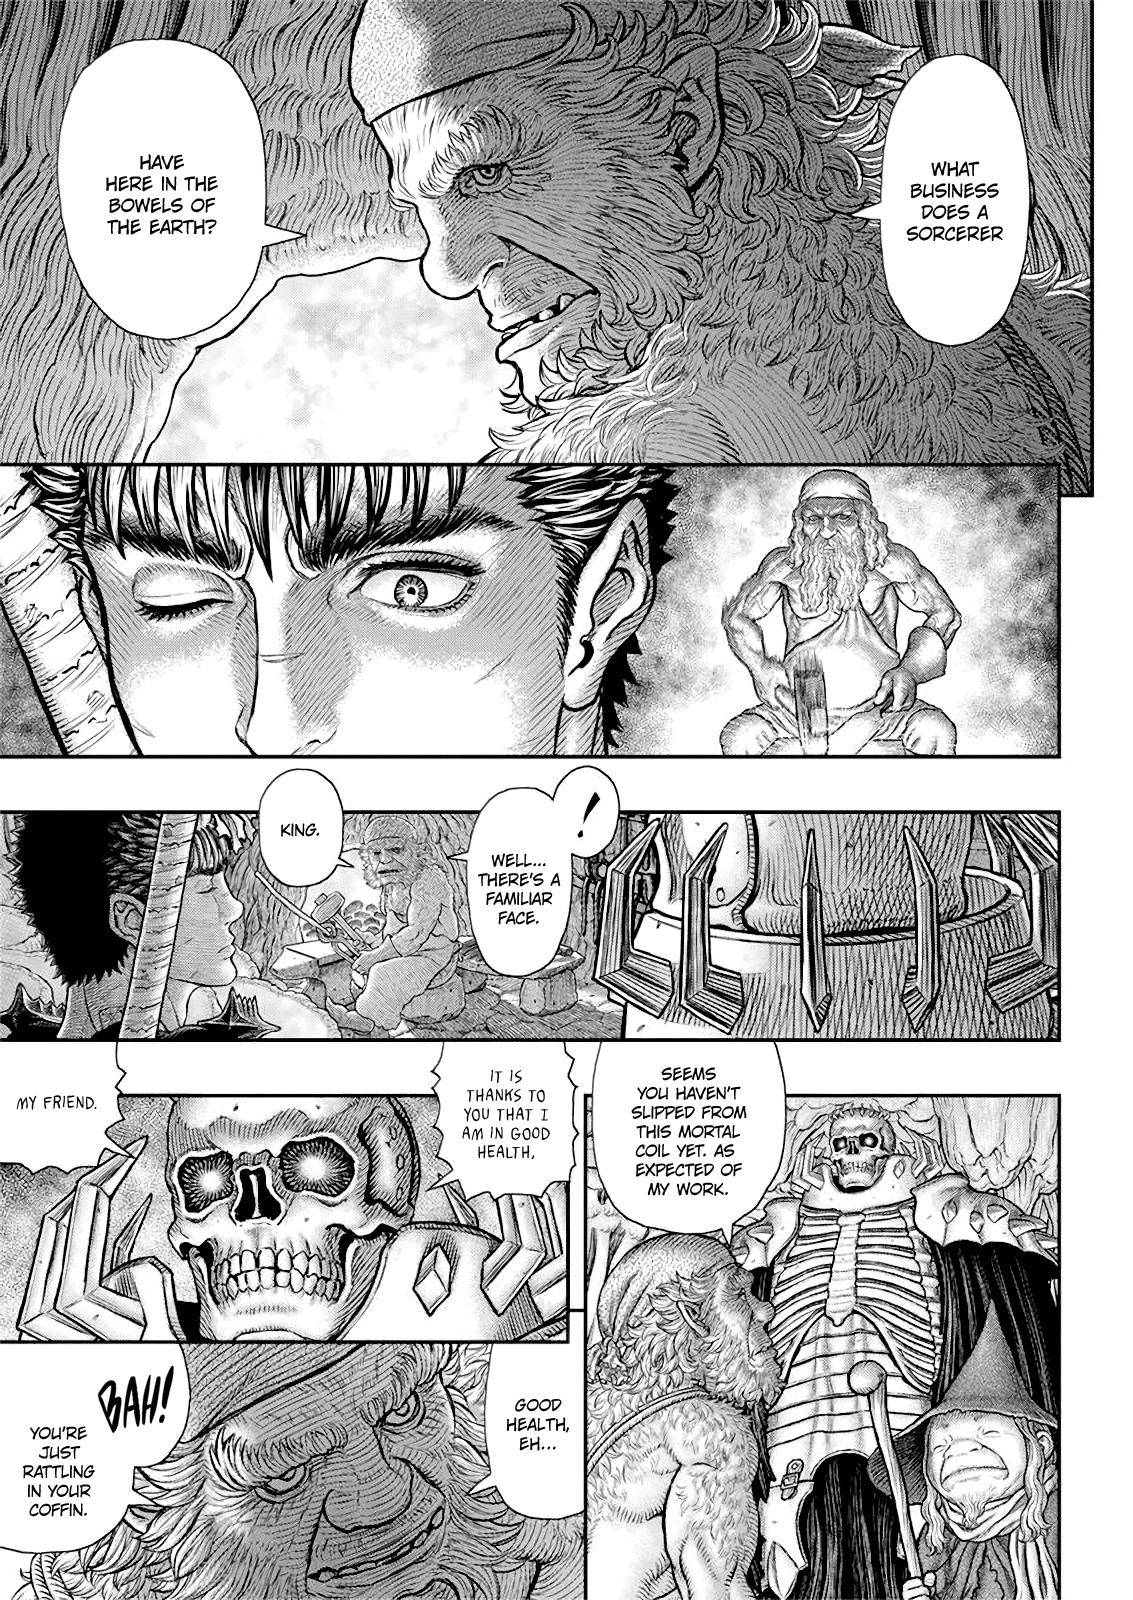 WHAT
BUSINESS
DOES A
SORCERER
HAVE
HERE IN THE
BOWELS OF
THE EARTH?
!
WELL...
THERE'S A
FAMILIAR
FACE.
KING.
SEEMS
YOU HAVEN'T
SLIPPED FROM
THIS MORTAL
COIL YET. AS
EXPECTED OF
MY WORK.
IT IS
THANKS TO
YOU THAT I
AM IN GOOD
HEALTH,
MY FRIEND.
GOOD
HEALTH,
EH...
BAH!
YOU'RE
JUST
RATTLING
IN YOUR
COFFIN.